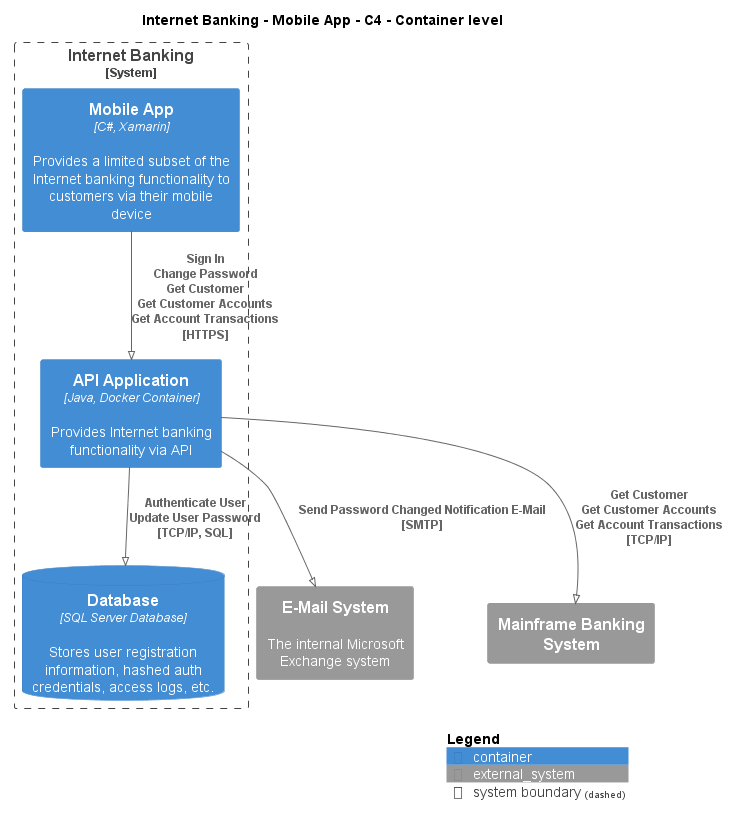 Internet Banking - Mobile App - C4 - Container level
Internet Banking
[System]
Mobile App
[C#, Xamarin]
Provides a limited subset of the
Internet banking functionality to
customers via their mobile
device
Sign In
Change Password
Get Customer
Get Customer Accounts
Get Account Transactions
[HTTPS]
API Application
[Java, Docker Container]
Provides Internet banking
functionality via API
Authenticate User
Update User Password
[TCP/IP, SQL]
Send Password Changed Notification E-Mail
[SMTP]
Get Customer
Get Customer Accounts
Get Account Transactions
[TCP/IP]
Database
[SQL Server Database]
Stores user registration
information, hashed auth
credentials, access logs, etc.
E-Mail System
The internal Microsoft
Exchange system
Mainframe Banking
System
Legend
container
external_system
system boundary (dashed)